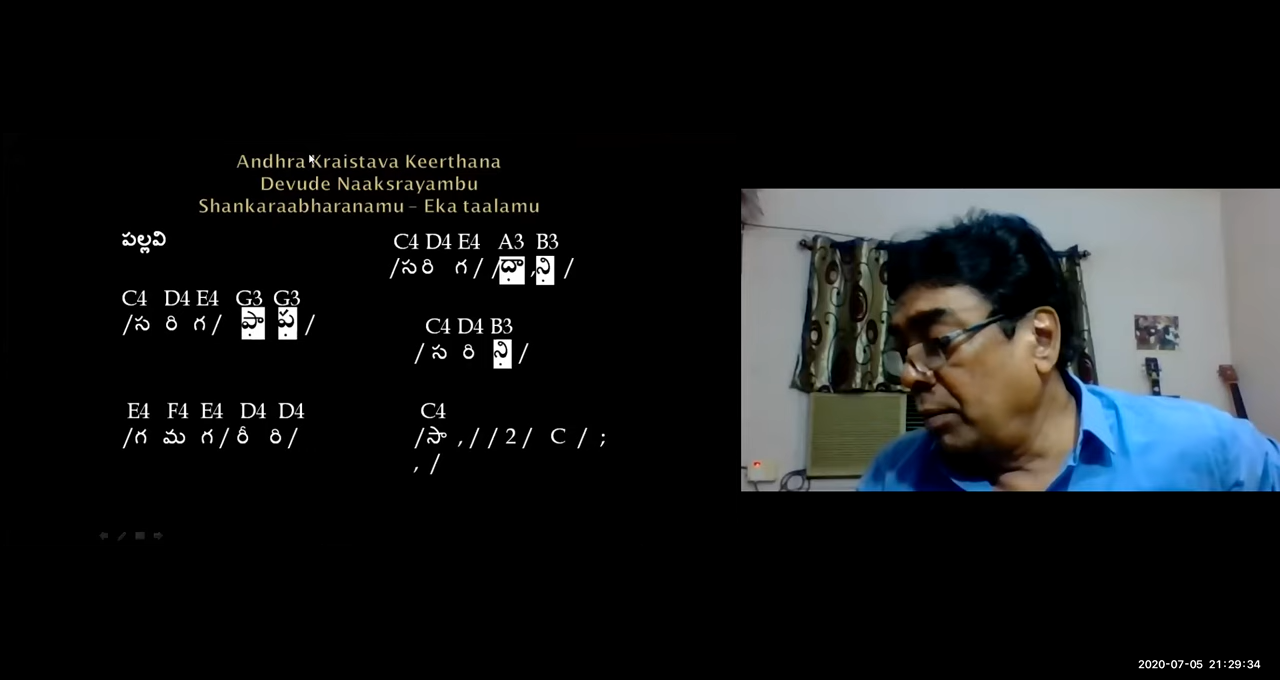 Andhra Kraistava Keerthana
Devude Naaksrayambu
Shankaraabharanamu – Eka taalamu
పల్లవి
C4 D4 E4 G3 G3
/స రి గ/ పా ప /
E4 F4 E4 D4 D4
/గ మ గ/రీ రి/
C4 D4 E4 A3 B3
/సరి గ/ /దా ,ని /
C4 D4 B3
/ స రి ని /
C4
/సా ,//2/ C / ;
, /
2020-07-05 21:29:34